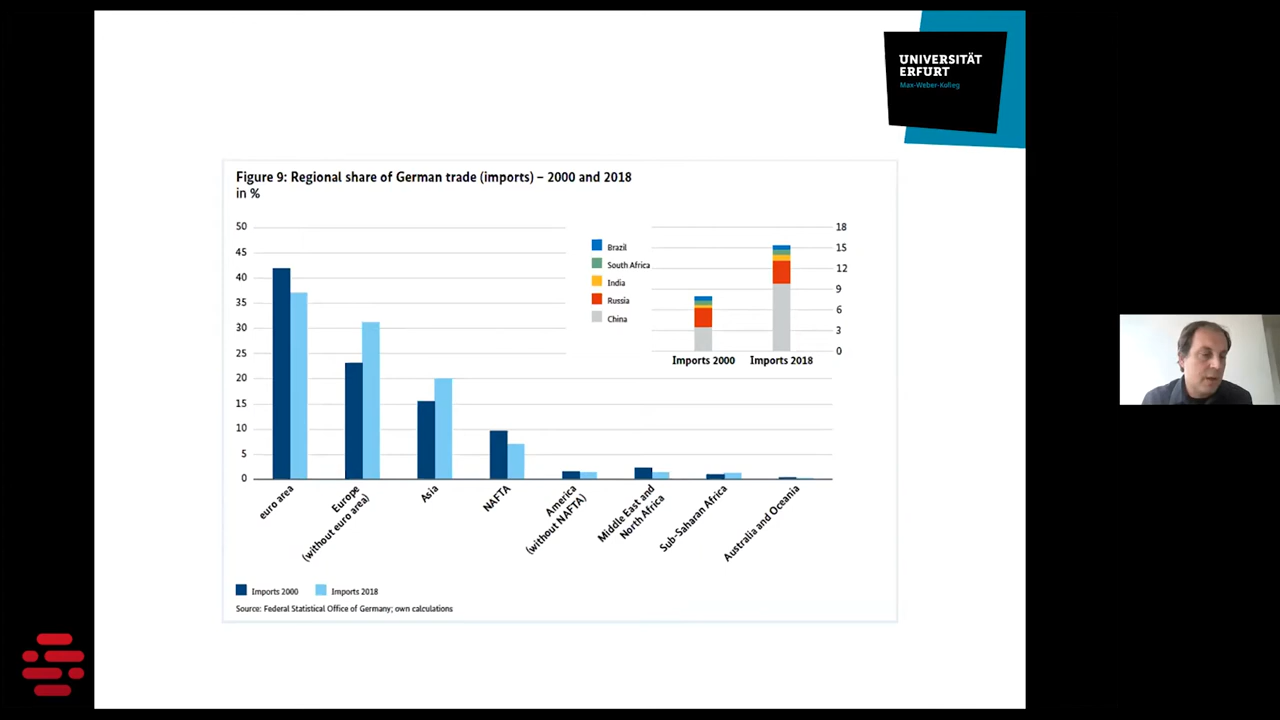 UNIVERSITÄT
ERFURT
Max-Weber-Kolleg
Figure 9: Regional share of German trade (imports) – 2000 and 2018
in %
50
45
40
35
30
25
20
15
10
5
0
Brazil
South Africa
India
Russia
China
18
15
12
9
6
3
0
Imports 2000
Imports 2018
euro area
Europe
(without euro area)
Asia
NAFTA
America
(without NAFTA)
Middle East and
North Africa
Sub-Saharan Africa
Australia and Oceania
Imports 2000
Imports 2018
Source: Federal Statistical Office of Germany; own calculations